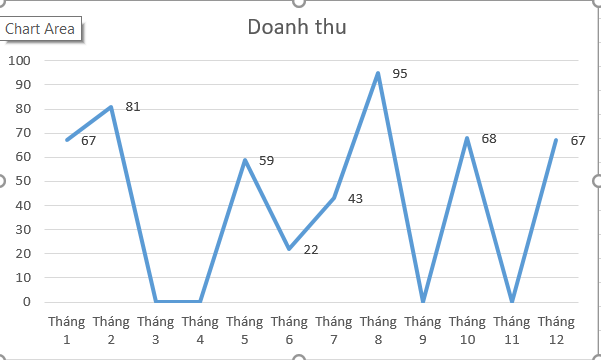 Chart Area
Doanh thu
100
90
80
70
60
50
40
30
20
10
0
67
81
59
22
43
95
68
67
Tháng 1
Tháng 2
Tháng 3
Tháng 4
Tháng 5
Tháng 6
Tháng 7
Tháng 8
Tháng 9
Tháng 10
Tháng 11
Tháng 12